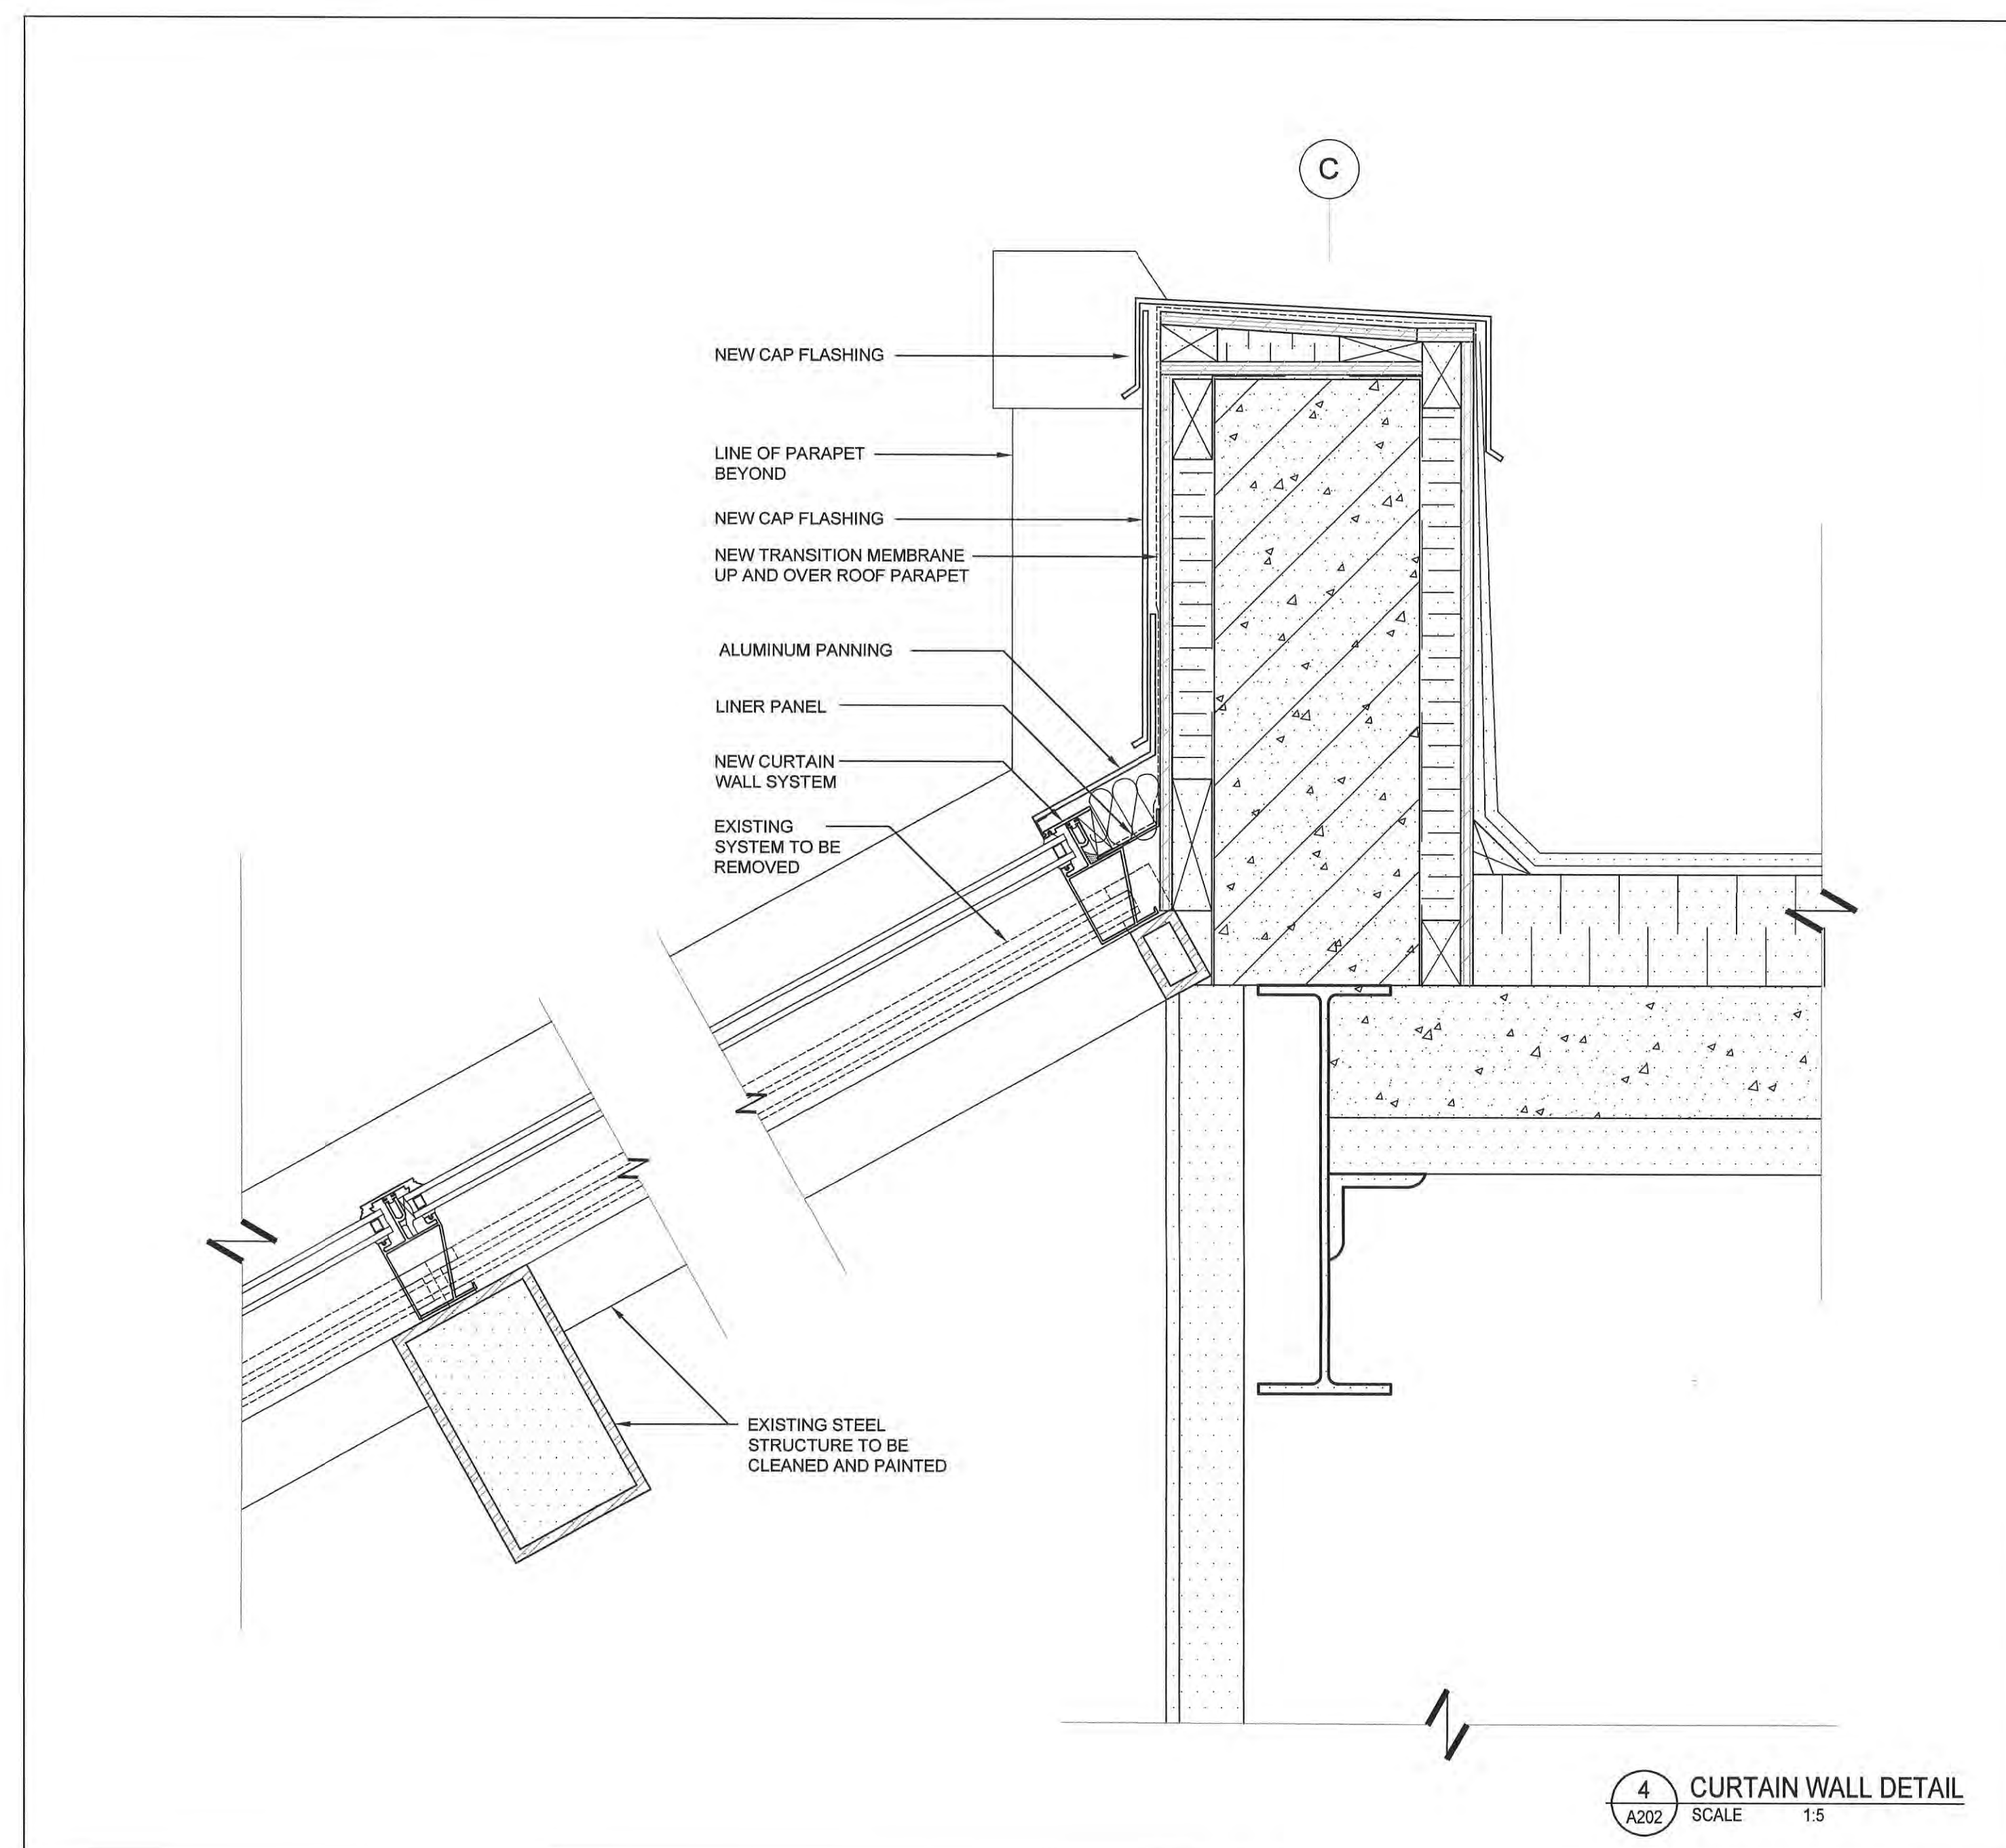 C
NEW CAP FLASHING
LINE OF PARAPET
BEYOND
NEW CAP FLASHING
NEW TRANSITION MEMBRANE
UP AND OVER ROOF PARAPET
ALUMINUM PANNING
LINER PANEL
NEW CURTAIN
WALL SYSTEM
EXISTING
SYSTEM TO BE
REMOVED
EXISTING STEEL
STRUCTURE TO BE
CLEANED AND PAINTED
4
A202
CURTAIN WALL DETAIL
SCALE 1:5